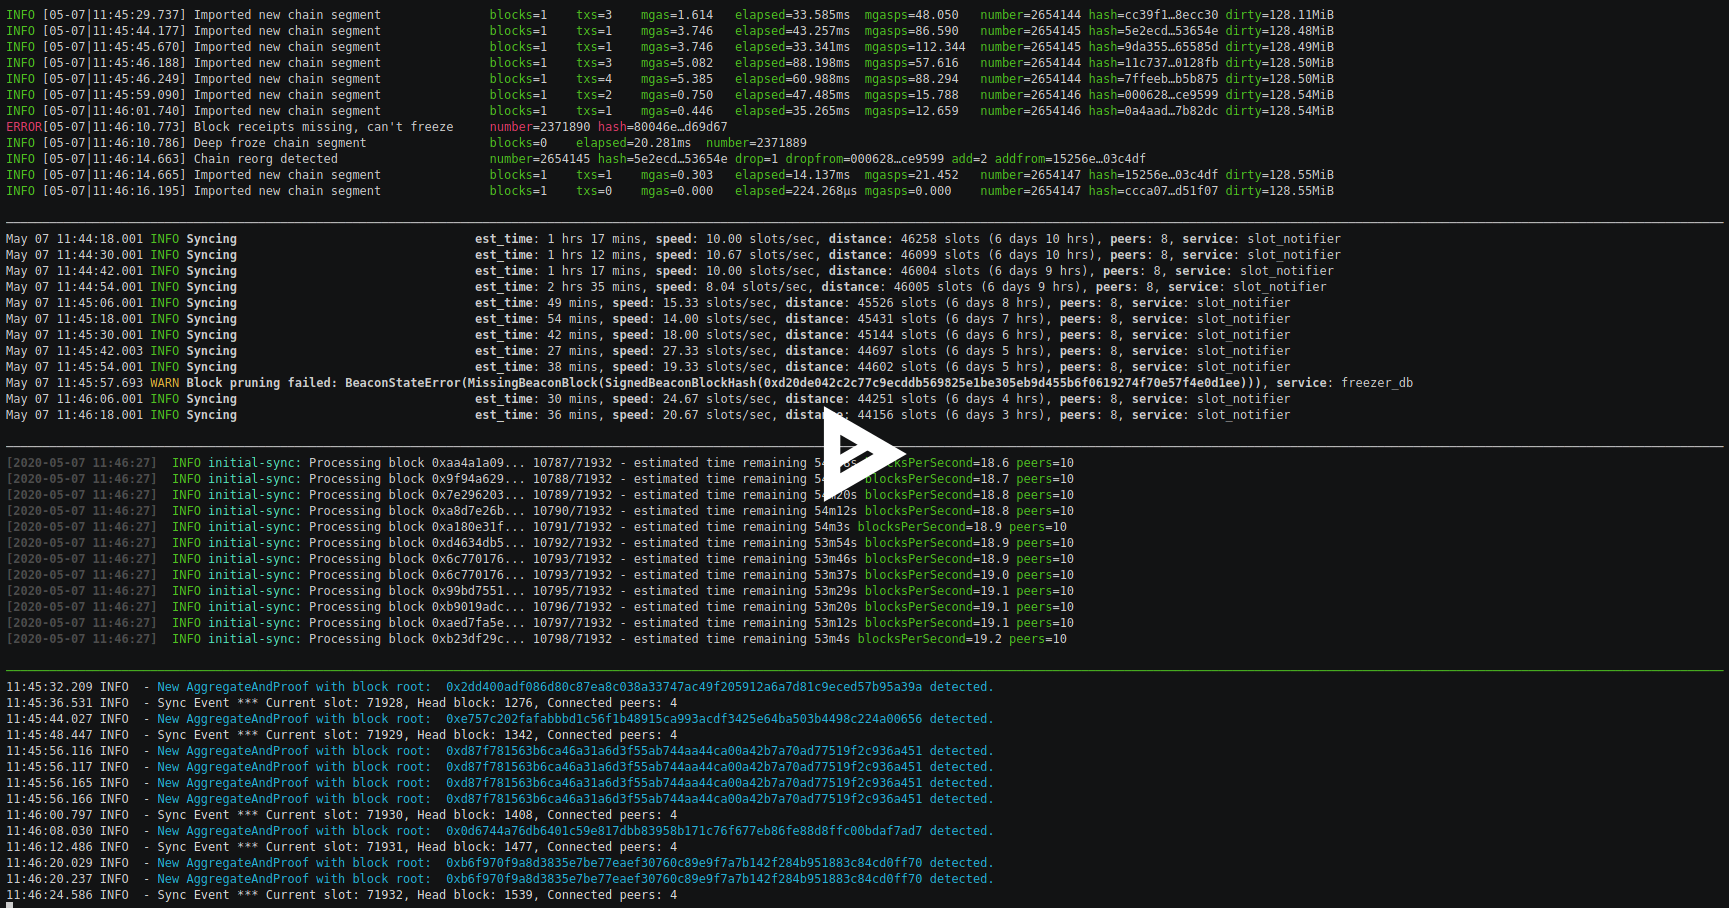 INFO [05-07|11:45:29.737] Imported new chain segment blocks=1 txs=3 mgas=1.614 elapsed=33.585ms mgasps=48.050 number=2654144 hash=cc39f1…8ecc30 dirty=128.11MiB
INFO [05-07|11:45:44.177] Imported new chain segment blocks=1 txs=1 mgas=3.746 elapsed=43.257ms mgasps=86.590 number=2654145 hash=5e2ecd…53654e dirty=128.48MiB
INFO [05-07|11:45:45.670] Imported new chain segment blocks=1 txs=1 mgas=3.746 elapsed=33.341ms mgasps=112.344 number=2654145 hash=9da355…65585d dirty=128.49MiB
INFO [05-07|11:45:46.188] Imported new chain segment blocks=1 txs=3 mgas=5.082 elapsed=88.198ms mgasps=57.616 number=2654144 hash=11c737…0128fb dirty=128.50MiB
INFO [05-07|11:45:46.249] Imported new chain segment blocks=1 txs=4 mgas=5.385 elapsed=60.988ms mgasps=88.294 number=2654145 hash=7ffeeb…b5b875 dirty=128.50MiB
INFO [05-07|11:45:59.090] Imported new chain segment blocks=1 txs=2 mgas=0.750 elapsed=47.485ms mgasps=15.788 number=2654146 hash=000628…ce9599 dirty=128.54MiB
INFO [05-07|11:46:01.740] Imported new chain segment blocks=1 txs=1 mgas=0.446 elapsed=35.265ms mgasps=12.659 number=2654146 hash=0a4aad…7b82dc dirty=128.54MiB
ERROR[05-07|11:46:10.773] Block receipts missing, can't freeze number=2371890 hash=80046e…d69d67
INFO [05-07|11:46:10.786] Deep froze chain segment blocks=0 elapsed=20.281ms number=2371889
INFO [05-07|11:46:14.663] Chain reorg detected number=2654145 hash=5e2ecd…53654e drop=1 dropfrom=000628…ce9599 add=2 addfrom=15256e…03c4df
INFO [05-07|11:46:14.665] Imported new chain segment blocks=1 txs=1 mgas=0.303 elapsed=14.137ms mgasps=21.452 number=2654147 hash=15256e…03c4df dirty=128.55MiB
INFO [05-07|11:46:16.195] Imported new chain segment blocks=1 txs=0 mgas=0.000 elapsed=224.268µs mgasps=0.000 number=2654147 hash=ccca07…d51f07 dirty=128.55MiB
May 07 11:44:18.001 INFO Syncing est_time: 1 hrs 17 mins, speed: 10.00 slots/sec, distance: 46258 slots (6 days 10 hrs), peers: 8, service: slot_notifier
May 07 11:44:30.001 INFO Syncing est_time: 1 hrs 12 mins, speed: 10.67 slots/sec, distance: 46099 slots (6 days 10 hrs), peers: 8, service: slot_notifier
May 07 11:44:42.001 INFO Syncing est_time: 1 hrs 17 mins, speed: 10.00 slots/sec, distance: 46004 slots (6 days 9 hrs), peers: 8, service: slot_notifier
May 07 11:44:54.001 INFO Syncing est_time: 2 hrs 35 mins, speed: 8.04 slots/sec, distance: 46005 slots (6 days 9 hrs), peers: 8, service: slot_notifier
May 07 11:45:06.001 INFO Syncing est_time: 49 mins, speed: 15.33 slots/sec, distance: 45526 slots (6 days 8 hrs), peers: 8, service: slot_notifier
May 07 11:45:18.001 INFO Syncing est_time: 54 mins, speed: 14.00 slots/sec, distance: 45431 slots (6 days 7 hrs), peers: 8, service: slot_notifier
May 07 11:45:30.001 INFO Syncing est_time: 42 mins, speed: 18.00 slots/sec, distance: 45144 slots (6 days 6 hrs), peers: 8, service: slot_notifier
May 07 11:45:42.003 INFO Syncing est_time: 27 mins, speed: 27.33 slots/sec, distance: 44697 slots (6 days 5 hrs), peers: 8, service: slot_notifier
May 07 11:45:54.001 INFO Syncing est_time: 38 mins, speed: 19.33 slots/sec, distance: 44602 slots (6 days 5 hrs), peers: 8, service: slot_notifier
May 07 11:45:57.693 WARN Block pruning failed: BeaconStateError(MissingBeaconBlock(SignedBeaconBlockHash(0xd20de042c2c77c9ecddb569825e1be305eb9d455b6f0619274f70e57f4e0d1ee))), service: freezer_db
May 07 11:46:06.001 INFO Syncing est_time: 30 mins, speed: 24.67 slots/sec, distance: 44251 slots (6 days 4 hrs), peers: 8, service: slot_notifier
May 07 11:46:18.001 INFO Syncing est_time: 36 mins, speed: 20.67 slots/sec, distance: 44156 slots (6 days 3 hrs), peers: 8, service: slot_notifier
[2020-05-07 11:46:27] INFO initial-sync: Processing block 0xaa4a1a09... 10787/71932 - estimated time remaining peers=10
[2020-05-07 11:46:27] INFO initial-sync: Processing block 0x9f94a629... 10788/71932 - estimated time remaining blocksPerSecond=18.7 peers=10
[2020-05-07 11:46:27] INFO initial-sync: Processing block 0x7e296203... 10789/71932 - estimated time remaining 54m20s blocksPerSecond=18.8 peers=10
[2020-05-07 11:46:27] INFO initial-sync: Processing block 0xa8d7e26b... 10790/71932 - estimated time remaining 54m12s blocksPerSecond=18.8 peers=10
[2020-05-07 11:46:27] INFO initial-sync: Processing block 0xa180e31f... 10791/71932 - estimated time remaining 54m3s blocksPerSecond=18.9 peers=10
[2020-05-07 11:46:27] INFO initial-sync: Processing block 0xd4634db5... 10792/71932 - estimated time remaining 53m54s blocksPerSecond=18.9 peers=10
[2020-05-07 11:46:27] INFO initial-sync: Processing block 0x6c770176... 10793/71932 - estimated time remaining 53m46s blocksPerSecond=18.9 peers=10
[2020-05-07 11:46:27] INFO initial-sync: Processing block 0x6c770176... 10793/71932 - estimated time remaining 53m37s blocksPerSecond=19.0 peers=10
[2020-05-07 11:46:27] INFO initial-sync: Processing block 0x99bd7551... 10795/71932 - estimated time remaining 53m29s blocksPerSecond=19.1 peers=10
[2020-05-07 11:46:27] INFO initial-sync: Processing block 0xb9019adc... 10796/71932 - estimated time remaining 53m20s blocksPerSecond=19.1 peers=10
[2020-05-07 11:46:27] INFO initial-sync: Processing block 0xaed7fa5e... 10797/71932 - estimated time remaining 53m12s blocksPerSecond=19.1 peers=10
[2020-05-07 11:46:27] INFO initial-sync: Processing block 0xb23df29c... 10798/71932 - estimated time remaining 53m4s blocksPerSecond=19.2 peers=10
11:45:32.209 INFO - New AggregateAndProof with block root: 0x2dd400adf086d80c87ea8c038a33747ac49f205912a6a7d81c9eced57b95a39a detected.
11:45:36.531 INFO - Sync Event *** Current slot: 71928, Head block: 1276, Connected peers: 4
11:45:44.027 INFO - New AggregateAndProof with block root: 0xe757c202fafabbbd1c56f1b48915ca993acdf3425e64ba503b4498c224a00656 detected.
11:45:48.447 INFO - Sync Event *** Current slot: 71929, Head block: 1342, Connected peers: 4
11:45:56.116 INFO - New AggregateAndProof with block root: 0xd87f781563b6ca46a31a6d3f55ab744aa44ca00a42b7a70ad77519f2c936a451 detected.
11:45:56.117 INFO - New AggregateAndProof with block root: 0xd87f781563b6ca46a31a6d3f55ab744aa44ca00a42b7a70ad77519f2c936a451 detected.
11:45:56.165 INFO - New AggregateAndProof with block root: 0xd87f781563b6ca46a31a6d3f55ab744aa44ca00a42b7a70ad77519f2c936a451 detected.
11:45:56.166 INFO - New AggregateAndProof with block root: 0xd87f781563b6ca46a31a6d3f55ab744aa44ca00a42b7a70ad77519f2c936a451 detected.
11:46:00.797 INFO - Sync Event *** Current slot: 71930, Head block: 1408, Connected peers: 4
11:46:08.030 INFO - New AggregateAndProof with block root: 0x0d6744a76db6401c59e817dbb83958b171c76f677eb86fe88d8ffc00bdaf7ad7 detected.
11:46:12.486 INFO - Sync Event *** Current slot: 71931, Head block: 1477, Connected peers: 4
11:46:20.029 INFO - New AggregateAndProof with block root: 0xb6f970f9a8d3835e7be77eaef30760c89e9f7a7b142f284b951883c84cd0ff70 detected.
11:46:20.237 INFO - New AggregateAndProof with block root: 0xb6f970f9a8d3835e7be77eaef30760c89e9f7a7b142f284b951883c84cd0ff70 detected.
11:46:24.586 INFO - Sync Event *** Current slot: 71932, Head block: 1539, Connected peers: 4